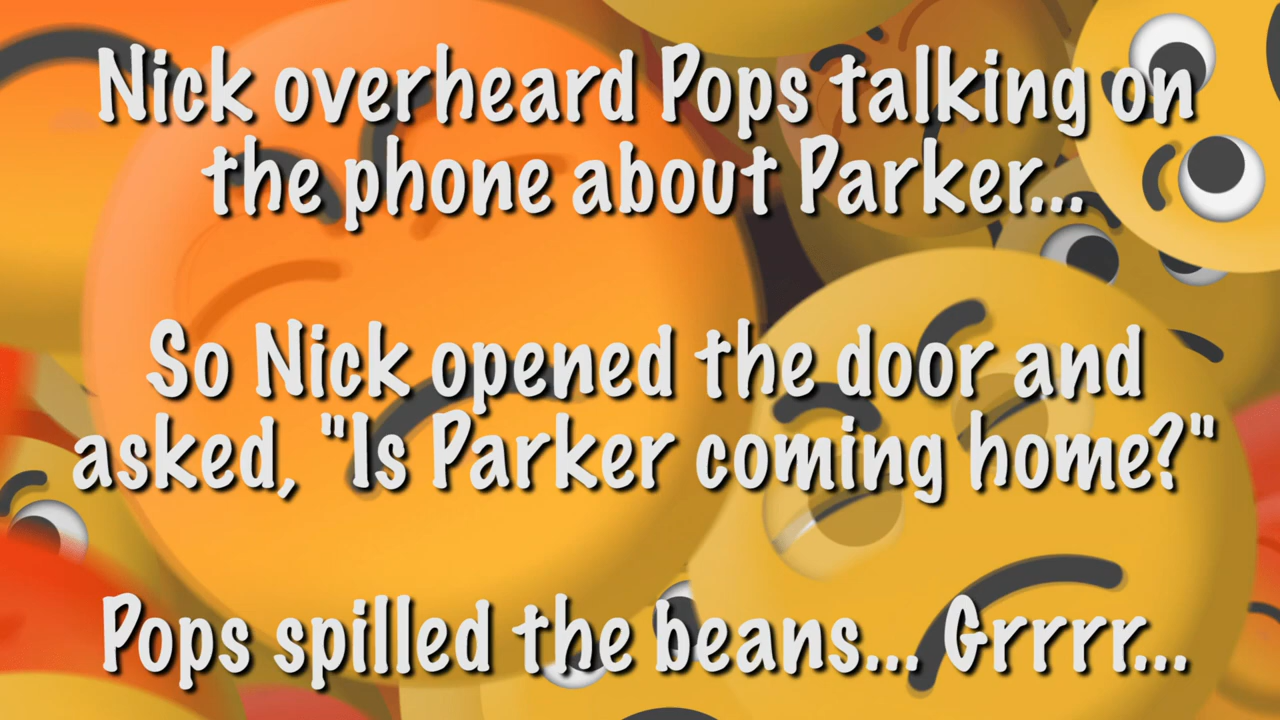 Nick overheard Pops talking on
the phone about Parker...
So Nick opened the door and
asked, "Is Parker coming home?"
Pops spilled the beans... Grrrr...